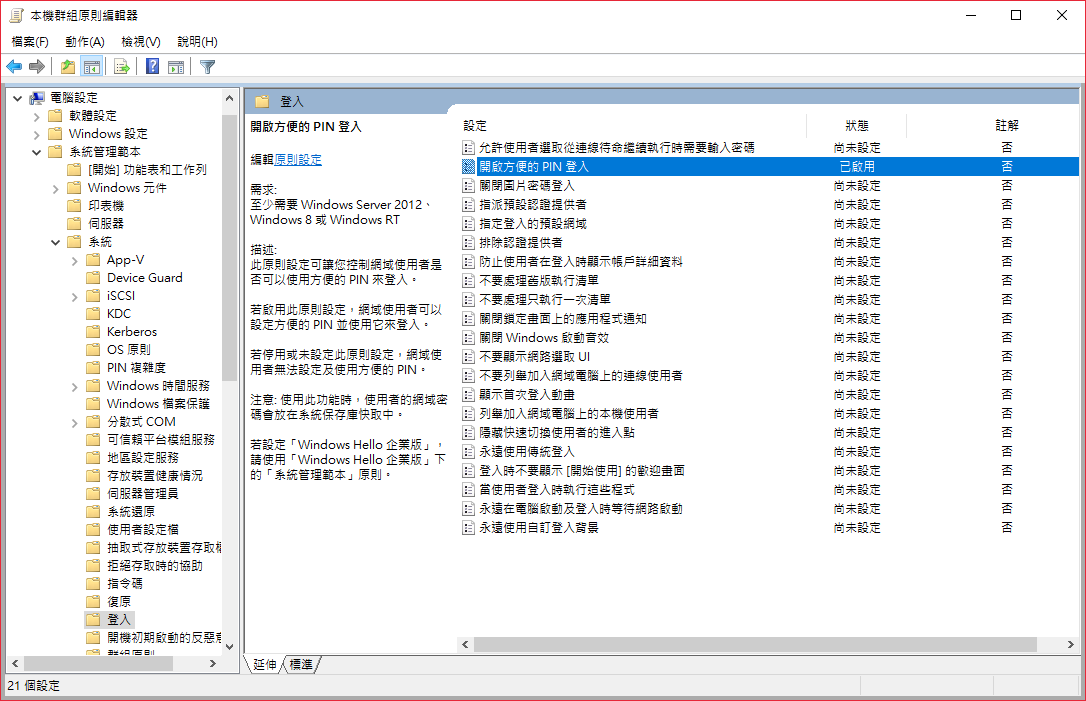 本機群組原則編輯器
檔案(F) 動作(A) 檢視(V) 說明(H)
電腦設定
軟體設定
Windows 設定
系統管理範本
[開始] 功能表和工作列
Windows 元件
印表機
伺服器
系統
App-V
Device Guard
iSCSI
KDC
Kerberos
OS 原則
PIN 複雜度
Windows 時間服務
Windows 檔案保護
分散式 COM
可信賴平台模組服務
地區設定服務
存放裝置健康情況
伺服器管理員
系統還原
使用者設定檔
抽取式存放裝置存取權
拒絕存取時的協助
指令碼
復原
登入
開機初期啟動的反惡意
群組原則
登入
開啟方便的 PIN 登入
編輯原則設定
需求:
至少需要 Windows Server 2012、
Windows 8 或 Windows RT
描述:
此原則設定可讓您控制網域使用者是
否可以使用方便的 PIN 來登入。
若啟用此原則設定，網域使用者可以
設定方便的 PIN 並使用它來登入。
若停用或未設定此原則設定，網域使
用者無法設定及使用方便的 PIN。
注意: 使用此功能時，使用者的網域密
碼會放在系統保存庫快取中。
若設定「Windows Hello 企業版」，
請使用「Windows Hello 企業版」下
的「系統管理範本」原則。
設定 狀態 註解
允許使用者選取從連線待命繼續執行時需要輸入密碼 尚未設定 否
開啟方便的 PIN 登入 已啟用 否
關閉圖片密碼登入 尚未設定 否
指派預設認證提供者 尚未設定 否
指定登入的預設網域 尚未設定 否
排除認證提供者 尚未設定 否
防止使用者在登入時顯示帳戶詳細資料 尚未設定 否
不要處理舊版執行清單 尚未設定 否
不要處理只執行一次清單 尚未設定 否
關閉鎖定畫面上的應用程式通知 尚未設定 否
關閉 Windows 啟動音效 尚未設定 否
不要顯示網路選取 UI 尚未設定 否
不要列舉加入網域電腦上的連線使用者 尚未設定 否
顯示首次登入動畫 尚未設定 否
列舉加入網域電腦上的本機使用者 尚未設定 否
隱藏快速切換使用者的進入點 尚未設定 否
永遠使用傳統登入 尚未設定 否
登入時不要顯示 [開始使用] 的歡迎畫面 尚未設定 否
當使用者登入時執行這些程式 尚未設定 否
永遠在電腦啟動及登入時等待網路啟動 尚未設定 否
永遠使用自訂登入背景 尚未設定 否
延伸 標準
21 個設定